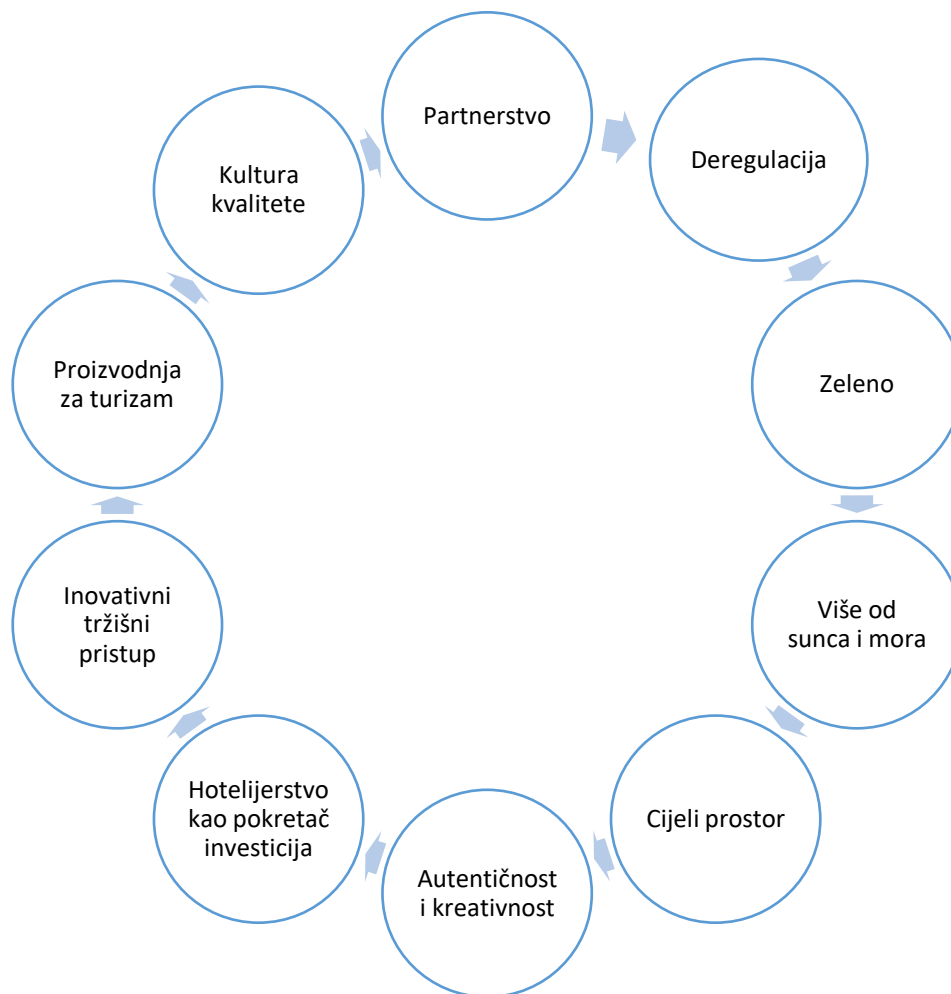 Partnerstvo
Deregulacija
Zeleno
Više od
sunca i mora
Cijeli prostor
Autentičnost
i kreativnost
Hotelijerstvo
kao pokretač
investicija
Inovativni
tržišni
pristup
Proizvodnja
za turizam
Kultura
kvalitete